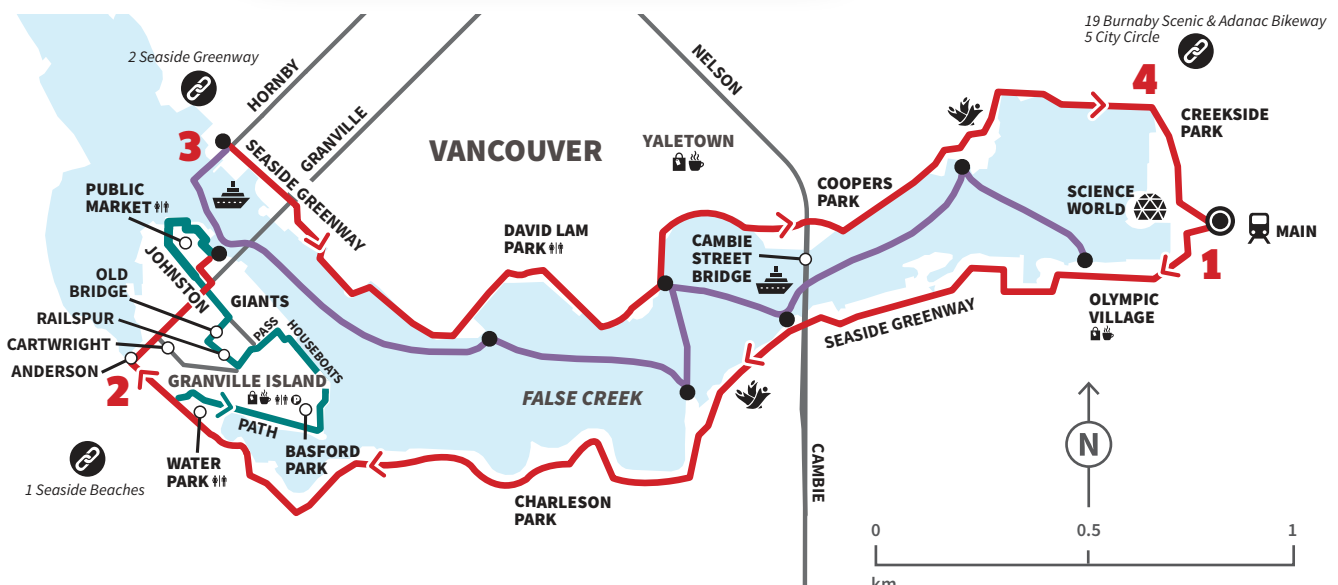 19 Burnaby Scenic & Adanac Bikeway
5 City Circle
2 Seaside Greenway
4
HORNBY
NELSON
CREEKSIDE
PARK
GRANVILLE
3
VANCOUVER
YALETOWN
SEASIDE GREENWAY
PUBLIC
MARKET
COOPERS
PARK
SCIENCE
WORLD
MAIN
1
DAVID LAM
PARK
CAMBIE
STREET
BRIDGE
JOHNSTON
OLD
BRIDGE
GIANTS
RAILSPUR
PASS
HOUSEBOATS
CARTWRIGHT
ANDERSON
OLYMPIC
VILLAGE
SEASIDE GREENWAY
2
GRANVILLE ISLAND
P
FALSE CREEK
PATH
BASFORD
PARK
WATER
PARK
1 Seaside Beaches
CHARLESON
PARK
CAMBIE
N
0
0.5
1
km